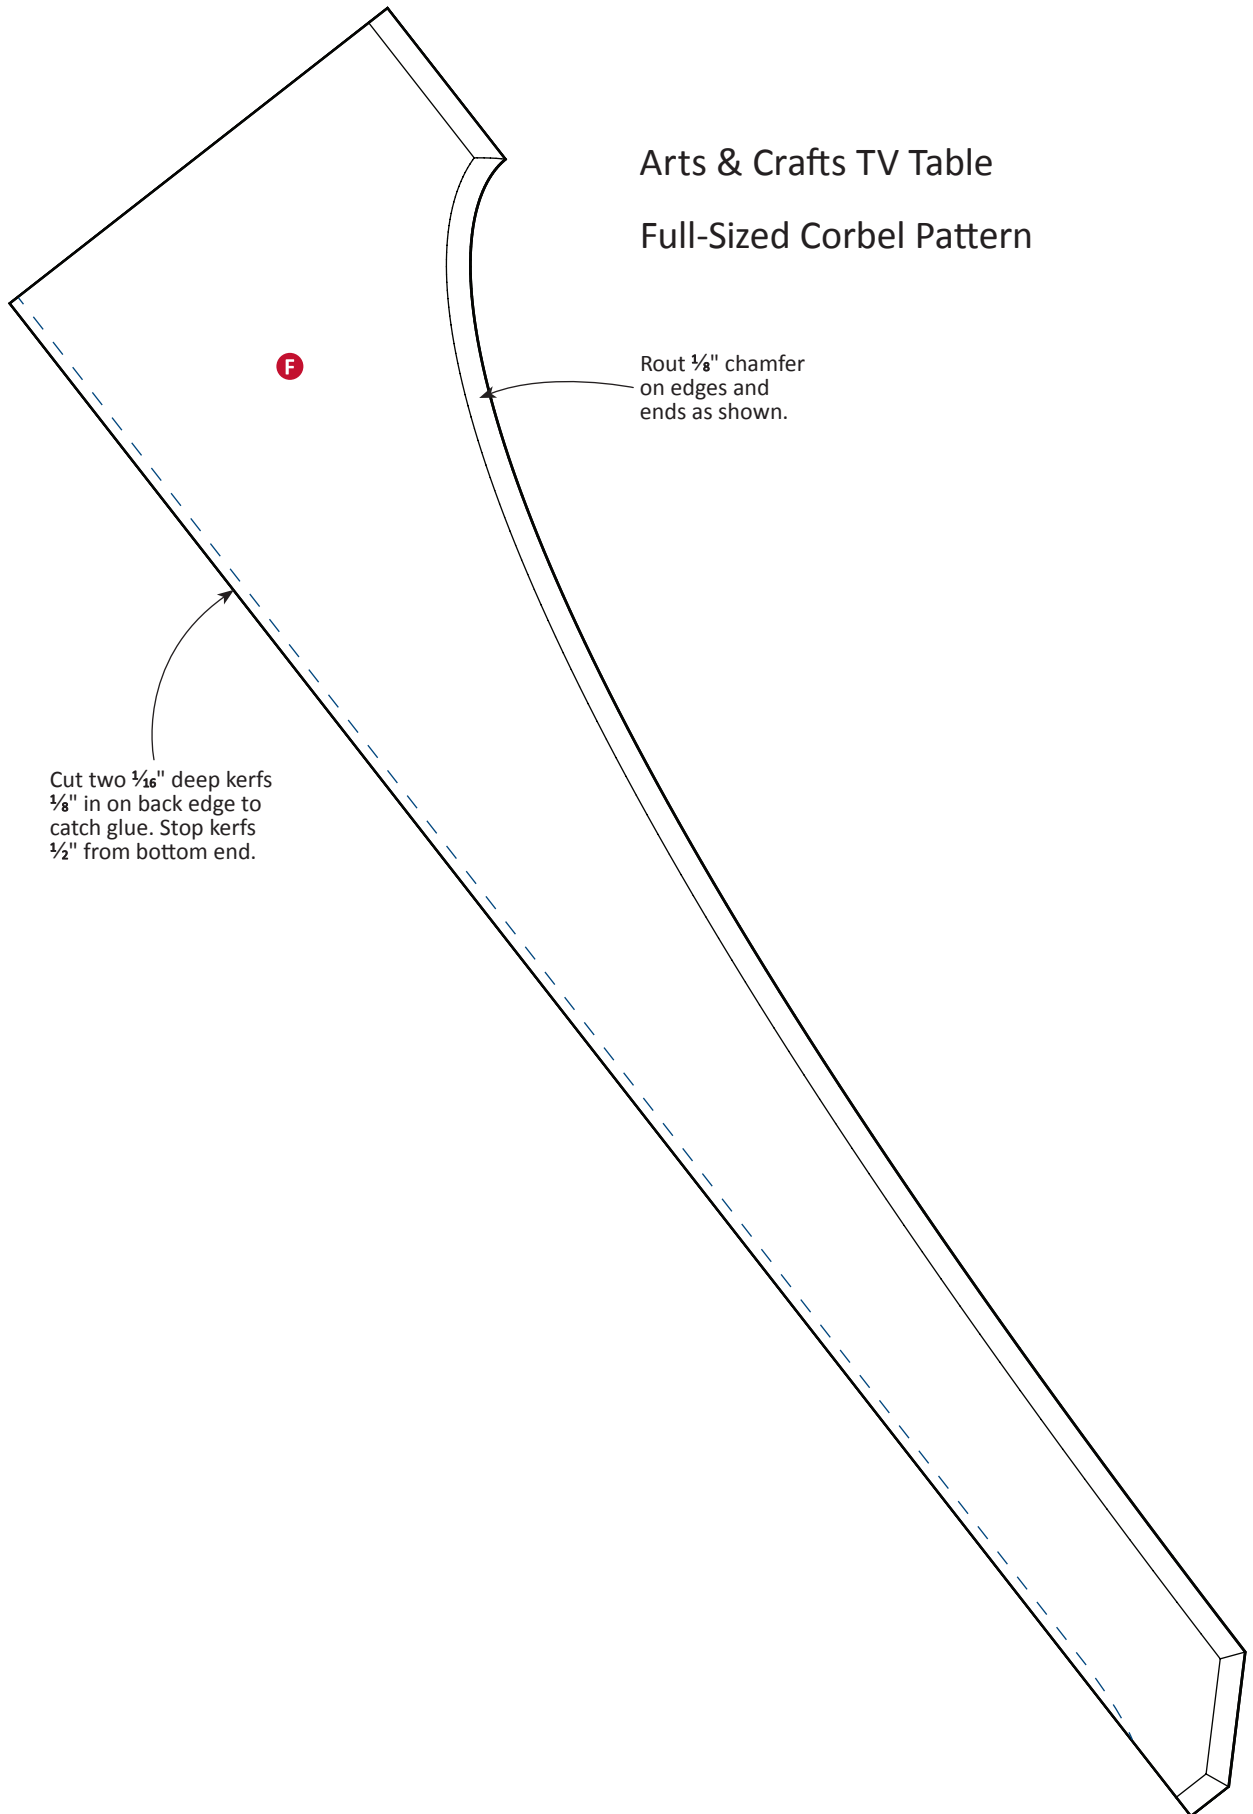 Arts & Crafts TV Table
Full-Sized Corbel Pattern
F
Rout ⅛" chamfer
on edges and
ends as shown.
Cut two 1⁄16" deep kerfs
⅛" in on back edge to
catch glue. Stop kerfs
½" from bottom end.